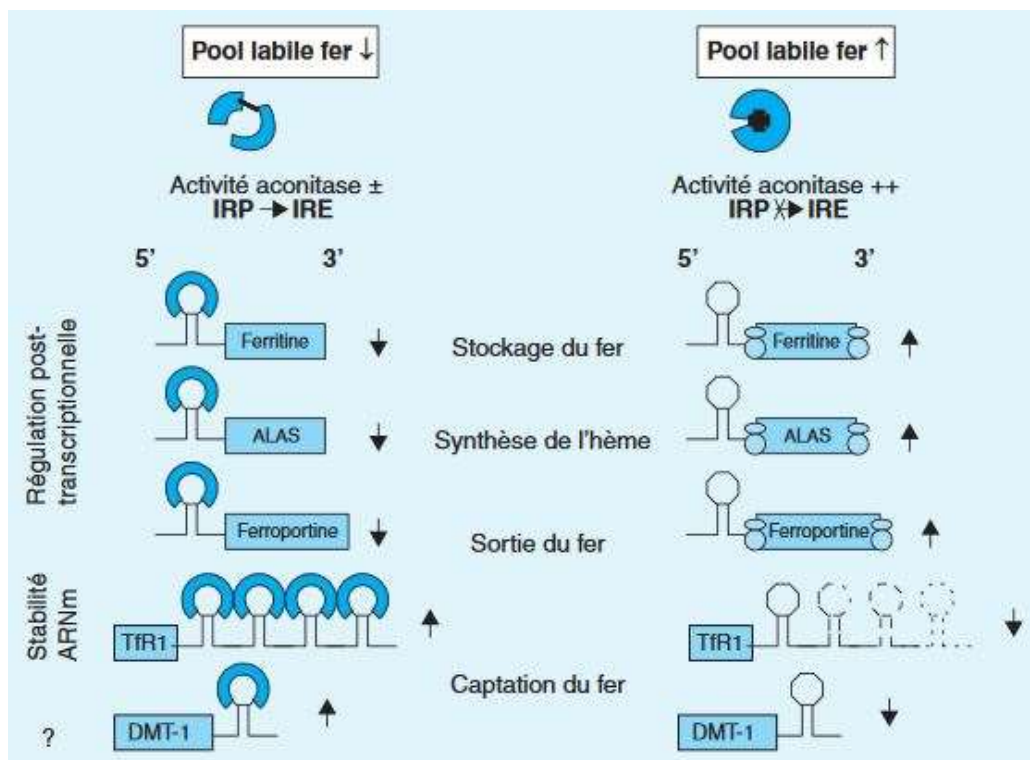 Pool labile fer ↓
Pool labile fer ↑
Activité aconitase ±
IRP → IRE
Activité aconitase ++
IRP ⇸ IRE
5’ 3’
5’ 3’
Régulation post-
transcriptionnelle
Ferritine
Stockage du fer
Ferritine
ALAS
Synthèse de l’hème
ALAS
Ferroportine
Sortie du fer
Ferroportine
Stabilité
ARNm
TfR1
TfR1
Captation du fer
?
DMT-1
DMT-1